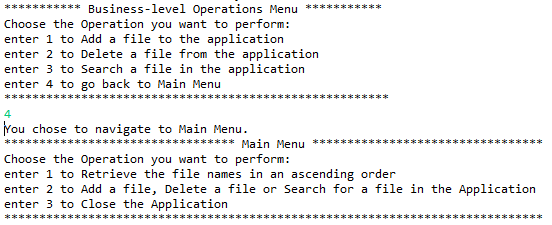 *********** Business-level Operations Menu ***********
Choose the Operation you want to perform:
enter 1 to Add a file to the application
enter 2 to Delete a file from the application
enter 3 to Search a file in the application
enter 4 to go back to Main Menu
*******************************************************
4
You chose to navigate to Main Menu.
********************************* Main Menu *********************************
Choose the Operation you want to perform:
enter 1 to Retrieve the file names in an ascending order
enter 2 to Add a file, Delete a file or Search for a file in the Application
enter 3 to Close the Application
*****************************************************************************